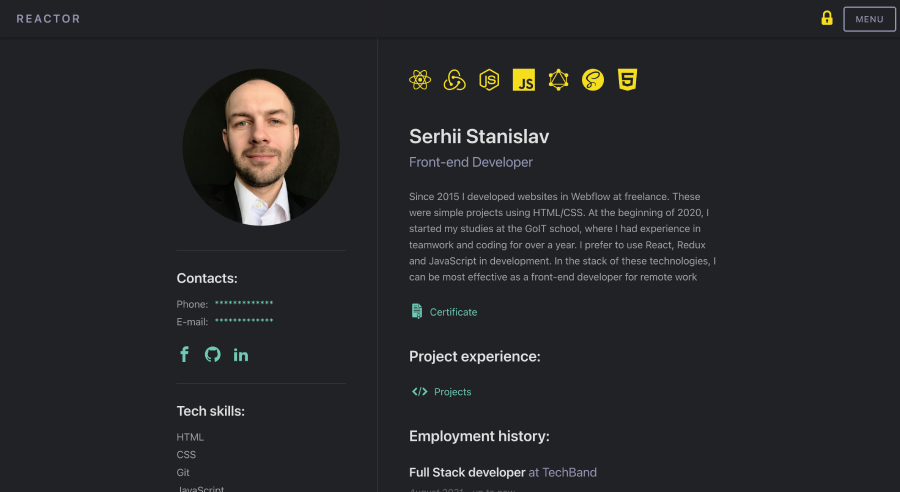 REACTOR
MENU
Contacts:
Phone: *************
E-mail: *************
Tech skills:
HTML
CSS
Git
JavaScript
JS
JS
5
Serhii Stanislav
Front-end Developer
Since 2015 I developed websites in Webflow at freelance. These
were simple projects using HTML/CSS. At the beginning of 2020, I
started my studies at the GoIT school, where I had experience in
teamwork and coding for over a year. I prefer to use React, Redux
and JavaScript in development. In the stack of these technologies, I
can be most effective as a front-end developer for remote work
Certificate
Project experience:
</> Projects
Employment history:
Full Stack developer at TechBand